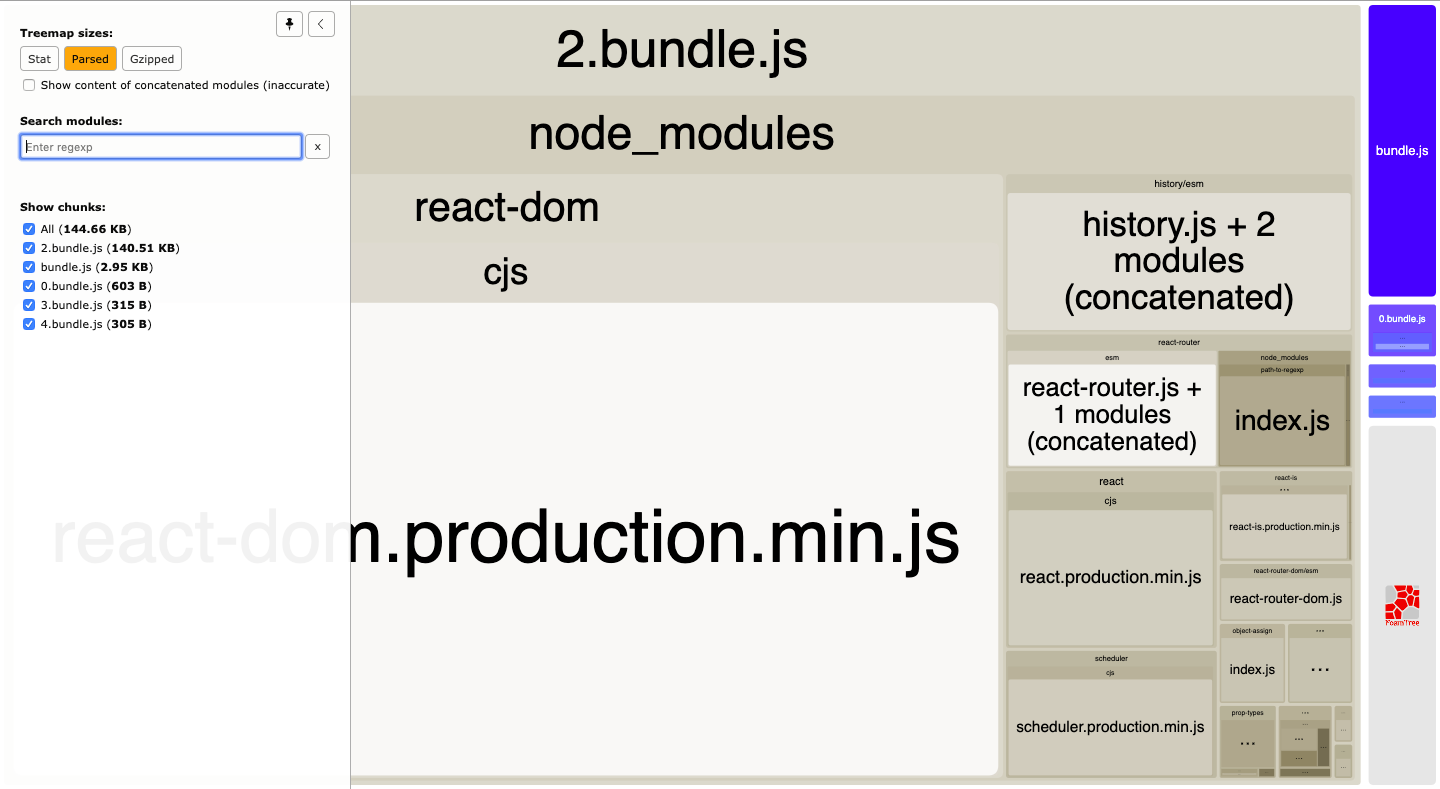 Treemap sizes:
Stat
Parsed
Gzipped
Show content of concatenated modules (inaccurate)
Search modules:
Enter regexp
x
Show chunks:
All (144.66 KB)
2.bundle.js (140.51 KB)
bundle.js (2.95 KB)
0.bundle.js (603 B)
3.bundle.js (315 B)
4.bundle.js (305 B)
2.bundle.js
node_modules
react-dom
cjs
react-dom.production.min.js
history/esm
history.js + 2
modules
(concatenated)
react-router
esm
react-router.js +
1 modules
(concatenated)
node_modules
path-to-regexp
index.js
react
cjs
react.production.min.js
scheduler
cjs
scheduler.production.min.js
react-is
...
react-is.production.min.js
react-router-dom/esm
react-router-dom.js
object-assign
index.js
...
...
prop-types
...
...
...
...
...
...
...
...
...
...
bundle.js
0.bundle.js
...
...
...
...
FoamTree